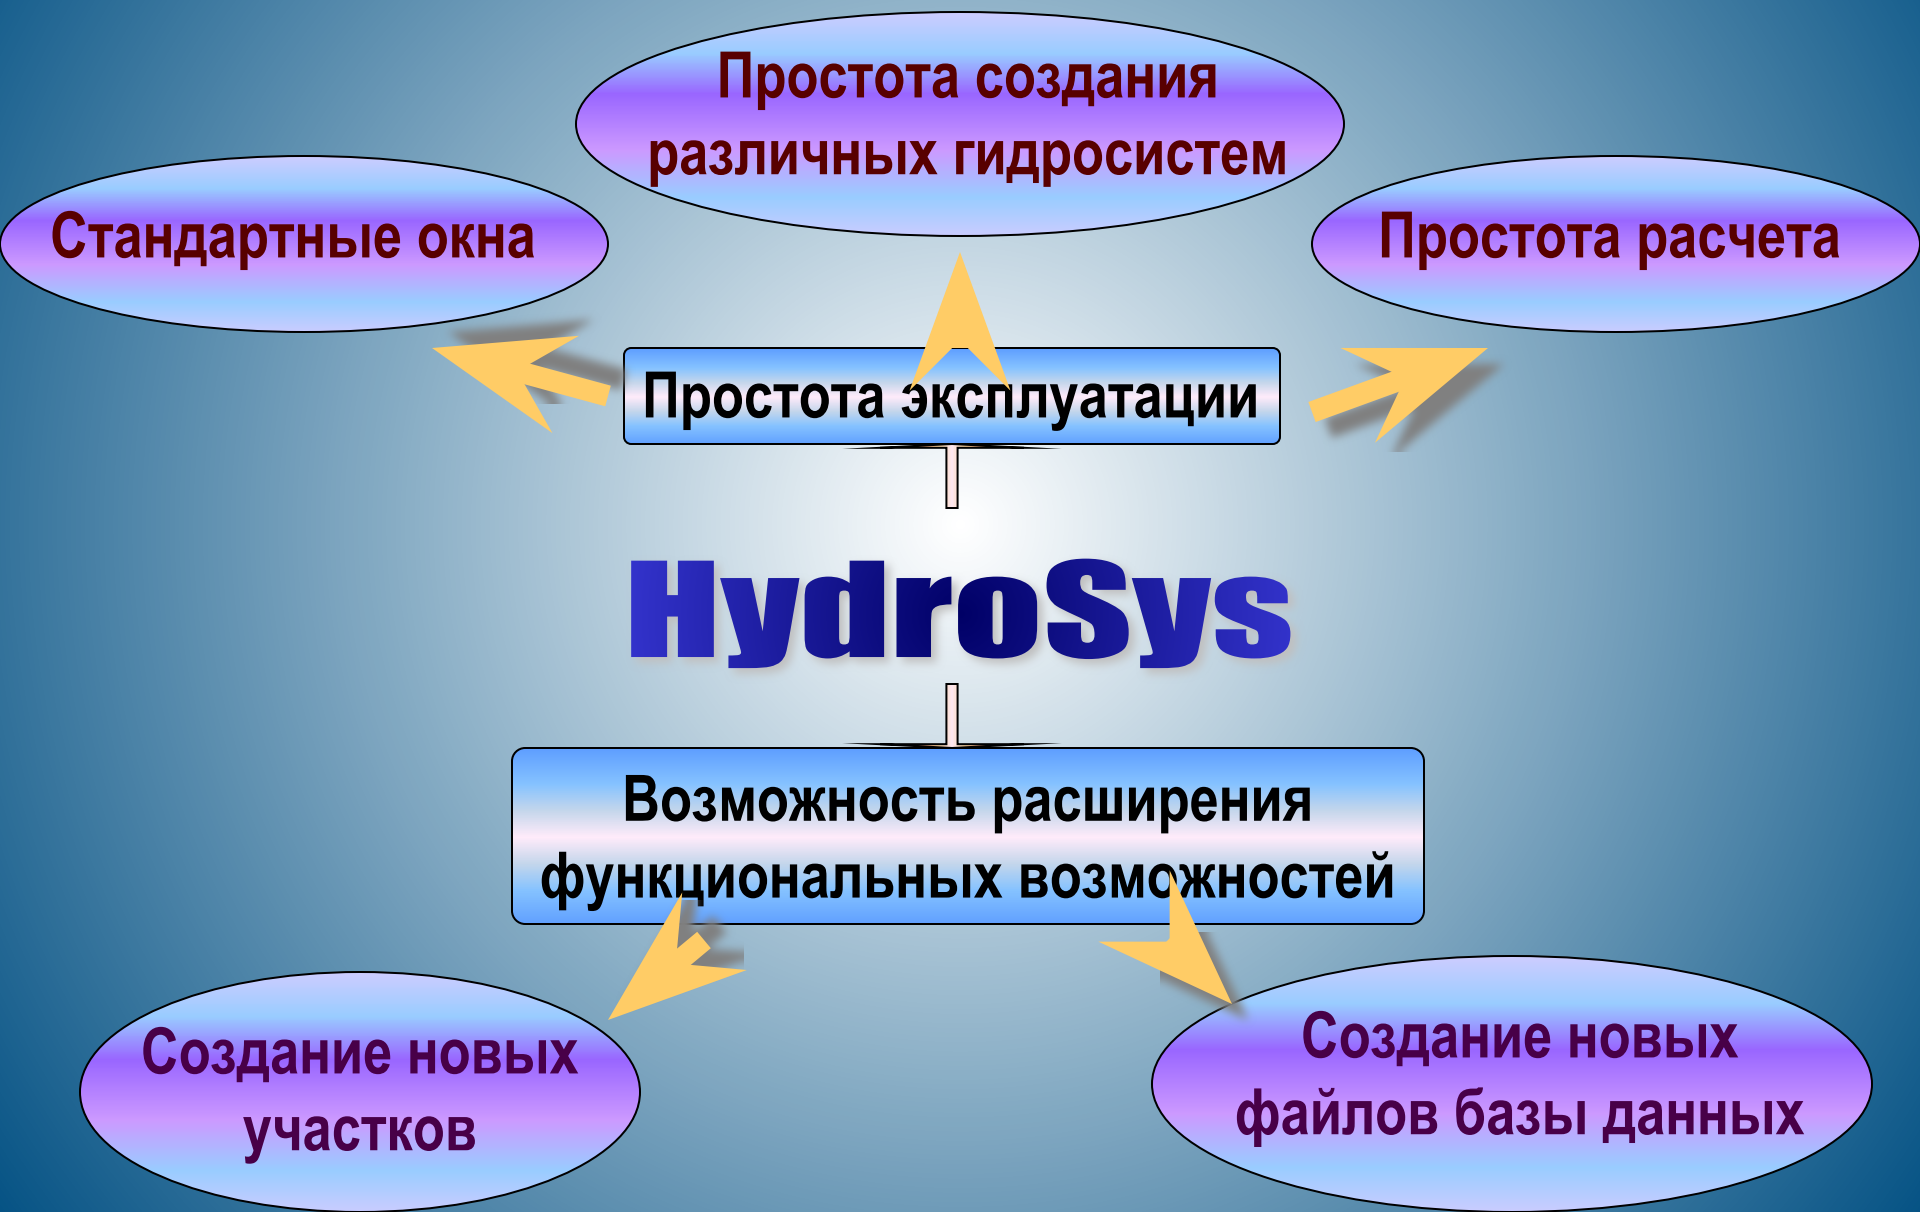 Простота создания
различных гидросистем
Стандартные окна
Простота расчета
Простота эксплуатации
HydroSys
Возможность расширения
функциональных возможностей
Создание новых
участков
Создание новых
файлов базы данных